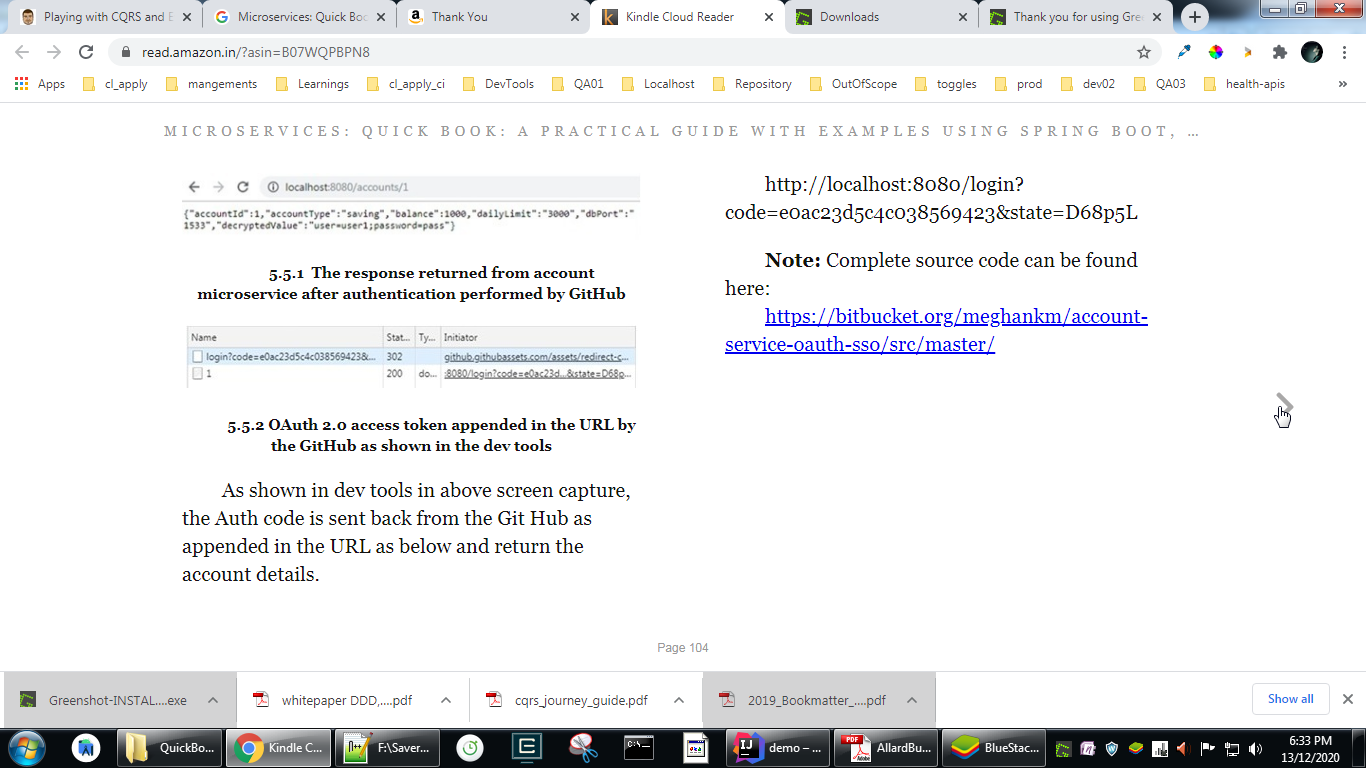 Playing with CQRS and E
Microservices: Quick Boo
Thank You
Kindle Cloud Reader
Downloads
Thank you for using Gre
read.amazon.in/?asin=B07WQPBPN8
Apps
cl_apply
mangements
Learnings
cl_apply_ci
DevTools
QA01
Localhost
Repository
OutOfScope
toggles
prod
dev02
QA03
health-apis
»
MICROSERVICES: QUICK BOOK: A PRACTICAL GUIDE WITH EXAMPLES USING SPRING BOOT, …
localhost:8080/accounts/1
{"accountId":1,"accountType":"saving","balance":1000,"dailyLimit":"3000","dbPort":"
1533","decryptedValue":"user=user1;password=pass"}
5.5.1 The response returned from account
microservice after authentication performed by GitHub
Name Stat... Ty... Initiator
login?code=e0ac23d5c4c038569423&... 302 github.githubassets.com/assets/redirect-c...
1 200 do... :8080/login?code=e0ac23d...&state=D68p...
5.5.2 OAuth 2.0 access token appended in the URL by
the GitHub as shown in the dev tools
As shown in dev tools in above screen capture,
the Auth code is sent back from the Git Hub as
appended in the URL as below and return the
account details.
http://localhost:8080/login?
code=e0ac23d5c4c038569423&state=D68p5L
Note: Complete source code can be found
here:
https://bitbucket.org/meghankm/account-
service-oauth-sso/src/master/
Page 104
Greenshot-INSTAL....exe
whitepaper DDD,....pdf
cqrs_journey_guide.pdf
2019_Bookmatter_....pdf
Show all
QuickBo...
Kindle C...
F:\Saver...
demo – ...
AllardBu...
BlueStac...
6:33 PM
13/12/2020